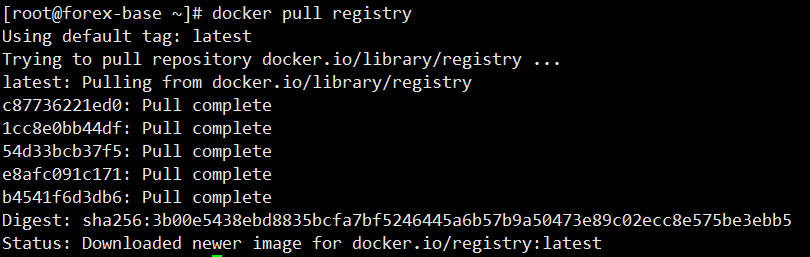 [root@forex-base ~]# docker pull registry
Using default tag: latest
Trying to pull repository docker.io/library/registry ...
latest: Pulling from docker.io/library/registry
c87736221ed0: Pull complete
1cc8e0bb44df: Pull complete
54d33bcb37f5: Pull complete
e8afc091c171: Pull complete
b4541f6d3db6: Pull complete
Digest: sha256:3b00e5438ebd8835bcfa7bf5246445a6b57b9a50473e89c02ecc8e575be3ebb5
Status: Downloaded newer image for docker.io/registry:latest